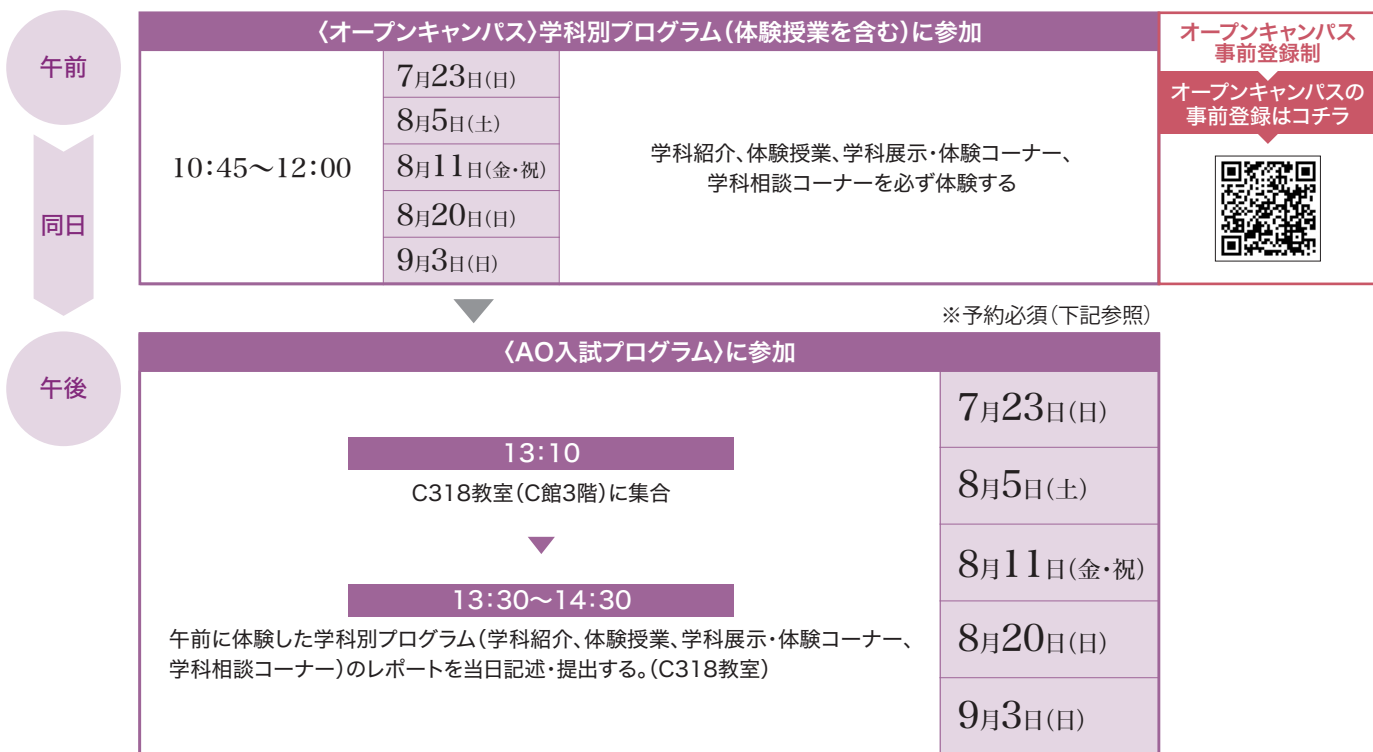 午前
〈オープンキャンパス〉学科別プログラム(体験授業を含む)に参加
10:45〜12:00
7月23日(日)
8月5日(土)
8月11日(金・祝)
8月20日(日)
9月3日(日)
学科紹介、体験授業、学科展示・体験コーナー、
学科相談コーナーを必ず体験する
オープンキャンパス
事前登録制
オープンキャンパスの
事前登録はコチラ
同日
※予約必須(下記参照)
午後
〈AO入試プログラム〉に参加
13:10
C318教室(C館3階)に集合
13:30〜14:30
午前に体験した学科別プログラム(学科紹介、体験授業、学科展示・体験コーナー、
学科相談コーナー)のレポートを当日記述・提出する。(C318教室)
7月23日(日)
8月5日(土)
8月11日(金・祝)
8月20日(日)
9月3日(日)